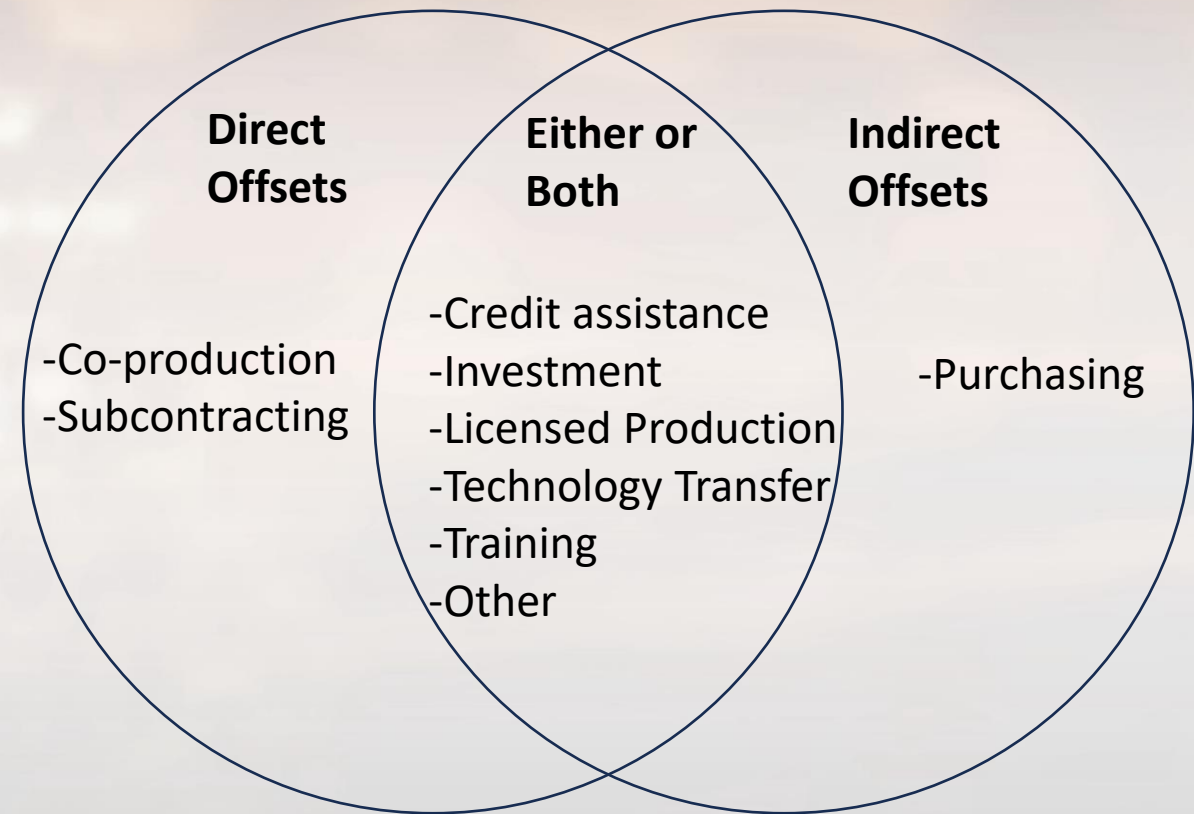 Direct
Offsets
-Co-production
-Subcontracting
Either or
Both
-Credit assistance
-Investment
-Licensed Production
-Technology Transfer
-Training
-Other
Indirect
Offsets
-Purchasing